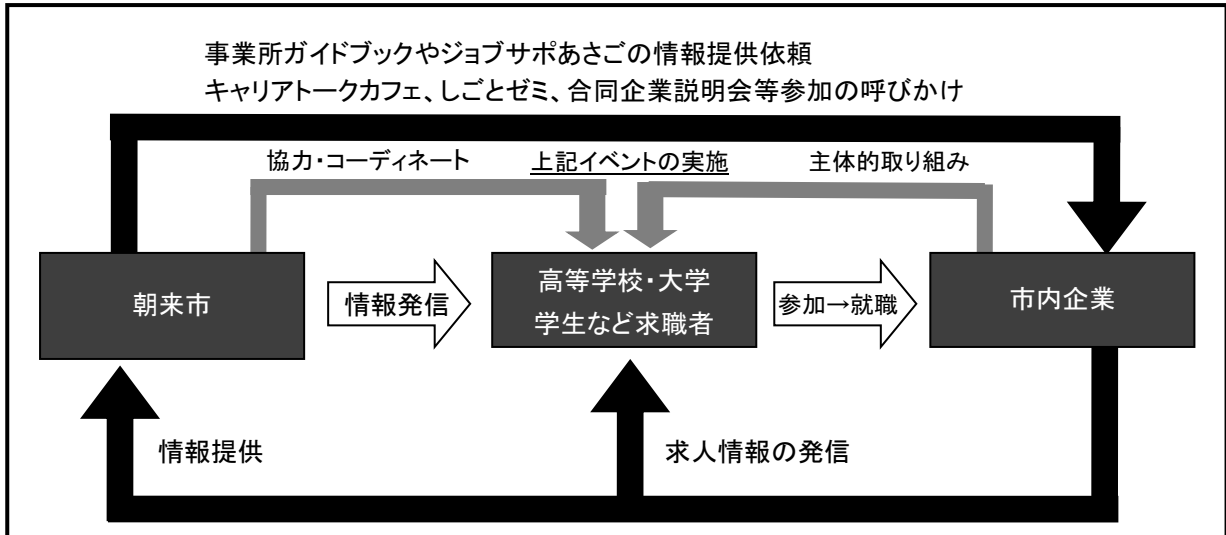 事業所ガイドブックやジョブサポあさごの情報提供依頼
キャリアトークカフェ、しごとゼミ、合同企業説明会等参加の呼びかけ
協力・コーディネート
上記イベントの実施
主体的取り組み
朝来市
情報発信
高等学校・大学
学生など求職者
参加→就職
市内企業
情報提供
求人情報の発信